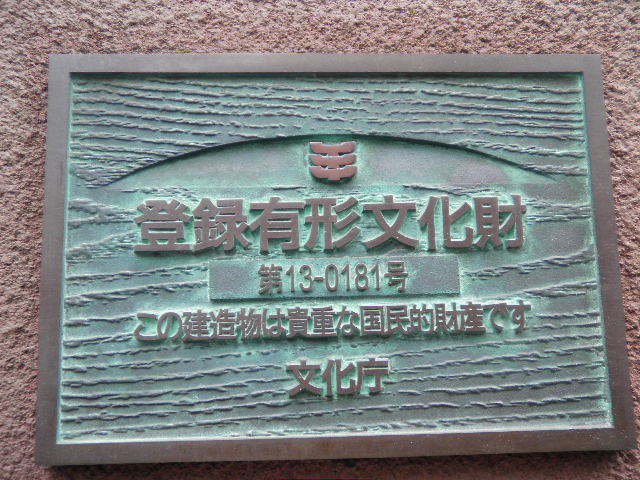 登録有形文化財
第13-0181号
この建造物は貴重な国民的財産です
文化庁